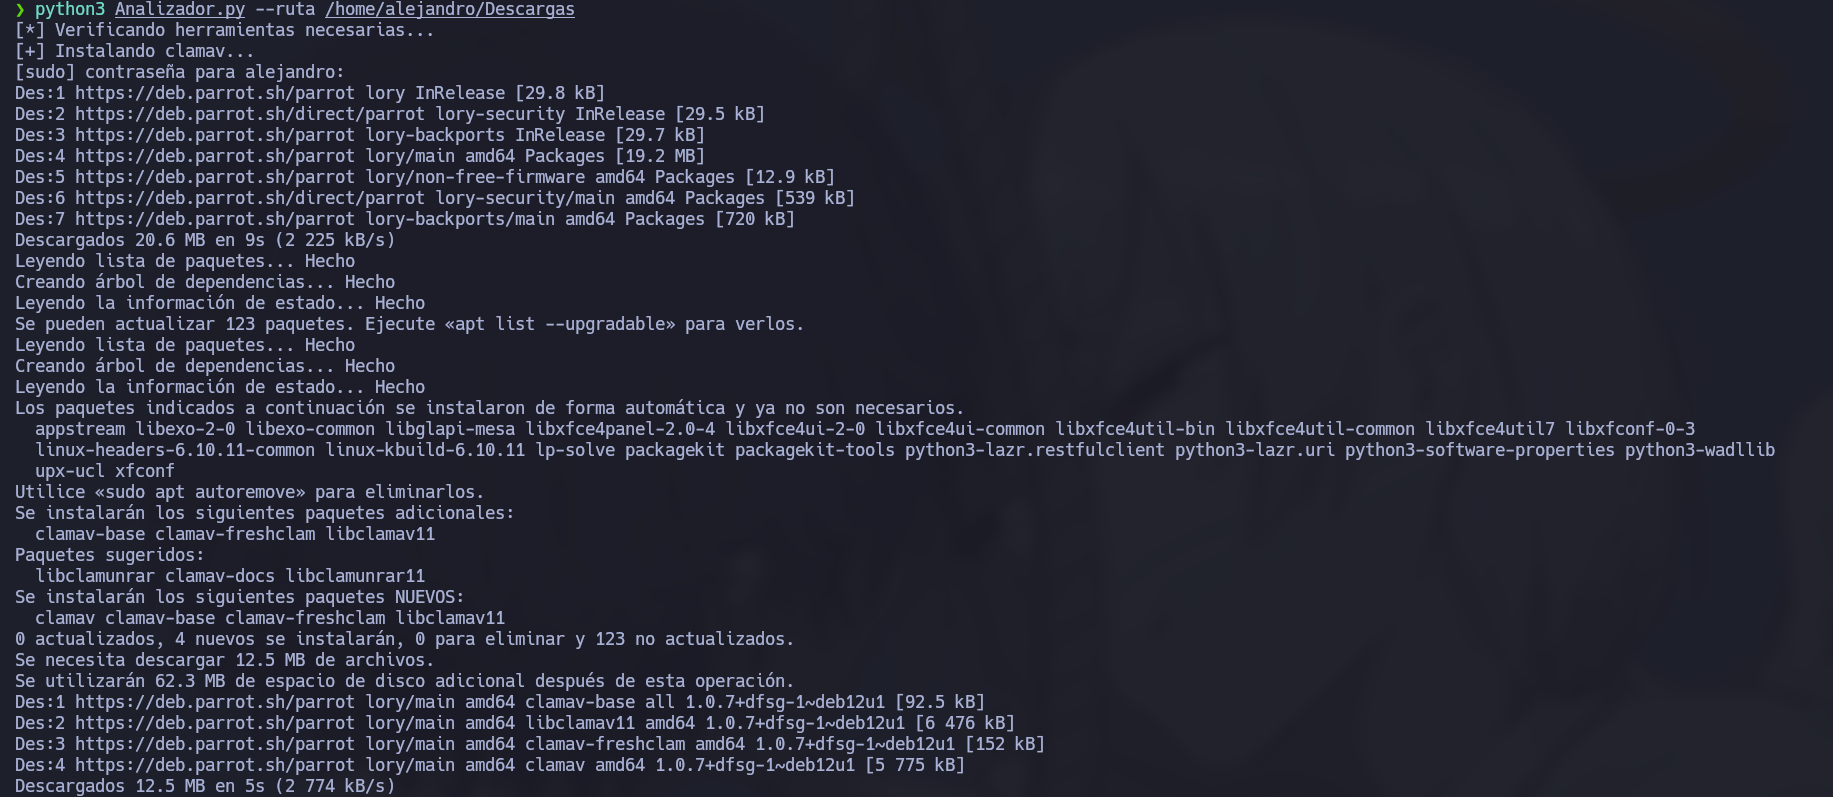 ❯ python3 Analizador.py --ruta /home/alejandro/Descargas
[*] Verificando herramientas necesarias...
[+] Instalando clamav...
[sudo] contraseña para alejandro:
Des:1 https://deb.parrot.sh/parrot lory InRelease [29.8 kB]
Des:2 https://deb.parrot.sh/direct/parrot lory-security InRelease [29.5 kB]
Des:3 https://deb.parrot.sh/parrot lory-backports InRelease [29.7 kB]
Des:4 https://deb.parrot.sh/parrot lory/main amd64 Packages [19.2 MB]
Des:5 https://deb.parrot.sh/parrot lory/non-free-firmware amd64 Packages [12.9 kB]
Des:6 https://deb.parrot.sh/direct/parrot lory-security/main amd64 Packages [539 kB]
Des:7 https://deb.parrot.sh/parrot lory-backports/main amd64 Packages [720 kB]
Descargados 20.6 MB en 9s (2 225 kB/s)
Leyendo lista de paquetes... Hecho
Creando árbol de dependencias... Hecho
Leyendo la información de estado... Hecho
Se pueden actualizar 123 paquetes. Ejecute «apt list --upgradable» para verlos.
Leyendo lista de paquetes... Hecho
Creando árbol de dependencias... Hecho
Leyendo la información de estado... Hecho
Los paquetes indicados a continuación se instalaron de forma automática y ya no son necesarios.
  appstream libexo-2-0 libexo-common libglapi-mesa libxfce4panel-2.0-4 libxfce4ui-2-0 libxfce4ui-common libxfce4util-bin libxfce4util-common libxfce4util7 libxfconf-0-3
  linux-headers-6.10.11-common linux-kbuild-6.10.11 lp-solve packagekit packagekit-tools python3-lazr.restfulclient python3-lazr.uri python3-software-properties python3-wadllib
  upx-ucl xfconf
Utilice «sudo apt autoremove» para eliminarlos.
Se instalarán los siguientes paquetes adicionales:
  clamav-base clamav-freshclam libclamav11
Paquetes sugeridos:
  libclamunrar clamav-docs libclamunrar11
Se instalarán los siguientes paquetes NUEVOS:
  clamav clamav-base clamav-freshclam libclamav11
0 actualizados, 4 nuevos se instalarán, 0 para eliminar y 123 no actualizados.
Se necesita descargar 12.5 MB de archivos.
Se utilizarán 62.3 MB de espacio de disco adicional después de esta operación.
Des:1 https://deb.parrot.sh/parrot lory/main amd64 clamav-base all 1.0.7+dfsg-1~deb12u1 [92.5 kB]
Des:2 https://deb.parrot.sh/parrot lory/main amd64 libclamav11 amd64 1.0.7+dfsg-1~deb12u1 [6 476 kB]
Des:3 https://deb.parrot.sh/parrot lory/main amd64 clamav-freshclam amd64 1.0.7+dfsg-1~deb12u1 [152 kB]
Des:4 https://deb.parrot.sh/parrot lory/main amd64 clamav amd64 1.0.7+dfsg-1~deb12u1 [5 775 kB]
Descargados 12.5 MB en 5s (2 774 kB/s)